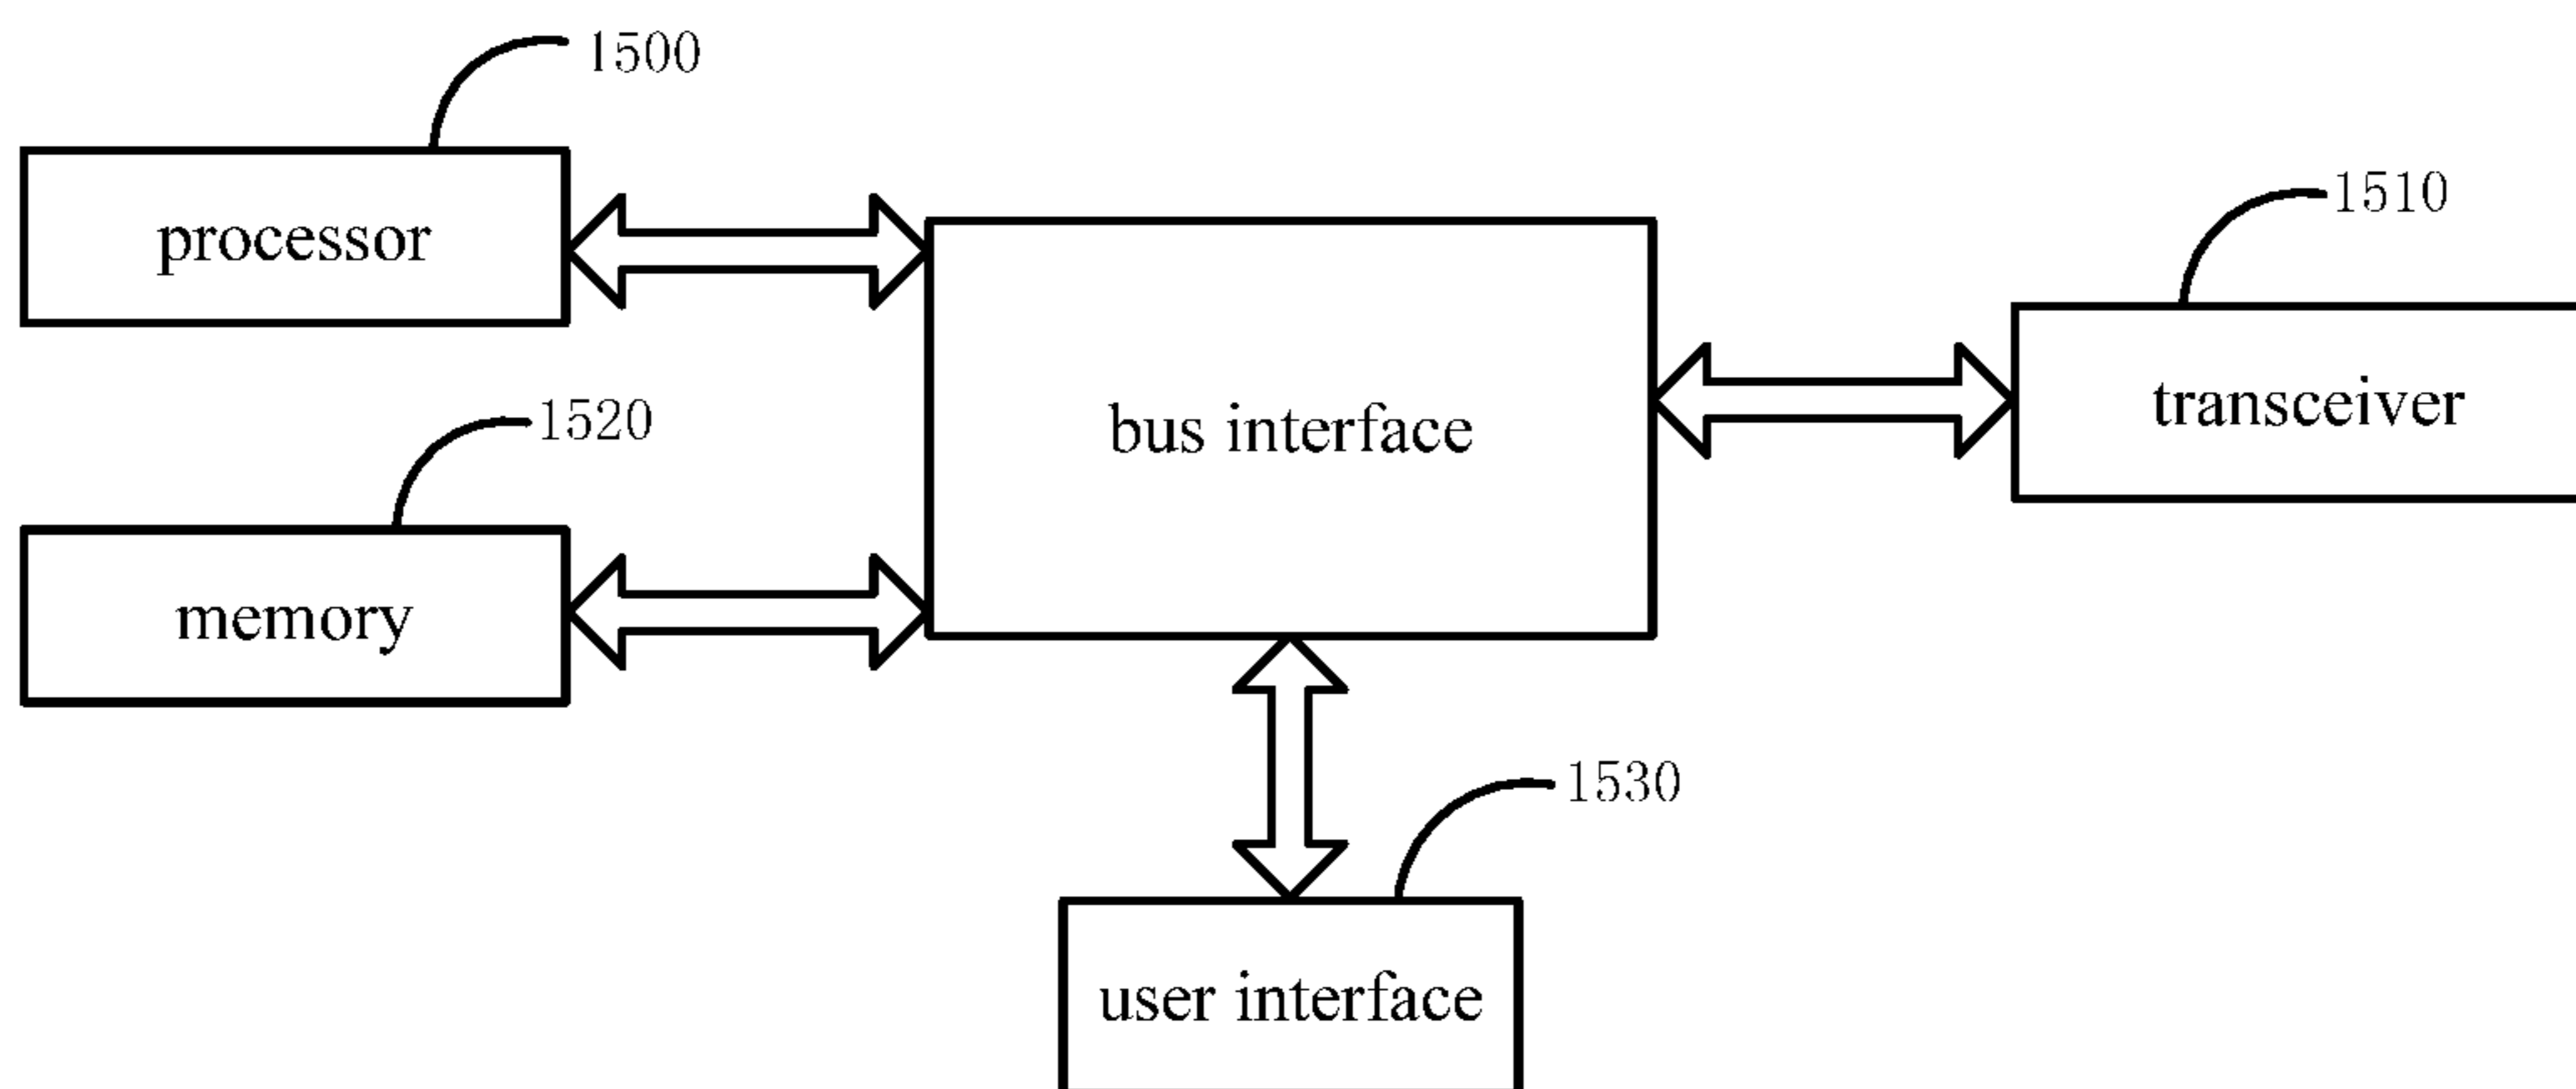 1500
processor
1510
bus interface
transceiver
1520
memory
1530
user interface